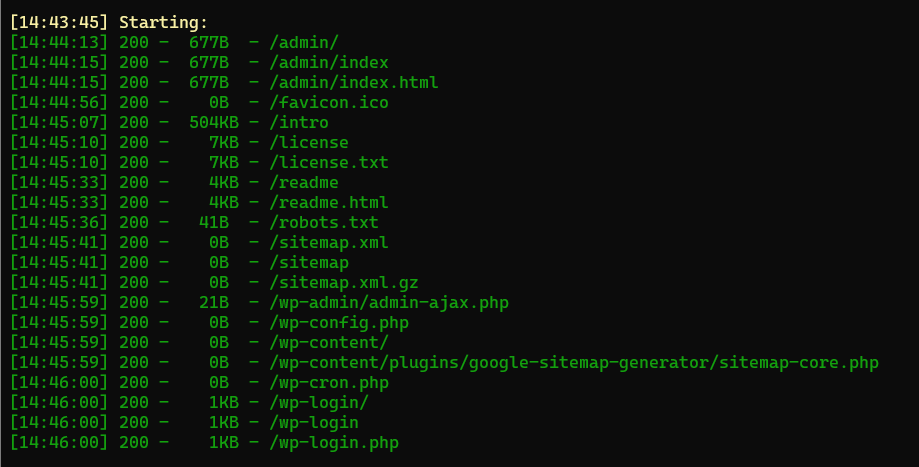 [14:43:45] Starting:
[14:44:13] 200 -  677B  - /admin/
[14:44:15] 200 -  677B  - /admin/index
[14:44:15] 200 -  677B  - /admin/index.html
[14:44:56] 200 -    0B  - /favicon.ico
[14:45:07] 200 -  504KB - /intro
[14:45:10] 200 -    7KB - /license
[14:45:10] 200 -    7KB - /license.txt
[14:45:33] 200 -    4KB - /readme
[14:45:33] 200 -    4KB - /readme.html
[14:45:36] 200 -   41B  - /robots.txt
[14:45:41] 200 -    0B  - /sitemap.xml
[14:45:41] 200 -    0B  - /sitemap
[14:45:41] 200 -    0B  - /sitemap.xml.gz
[14:45:59] 200 -   21B  - /wp-admin/admin-ajax.php
[14:45:59] 200 -    0B  - /wp-config.php
[14:45:59] 200 -    0B  - /wp-content/
[14:45:59] 200 -    0B  - /wp-content/plugins/google-sitemap-generator/sitemap-core.php
[14:46:00] 200 -    0B  - /wp-cron.php
[14:46:00] 200 -    1KB - /wp-login/
[14:46:00] 200 -    1KB - /wp-login
[14:46:00] 200 -    1KB - /wp-login.php